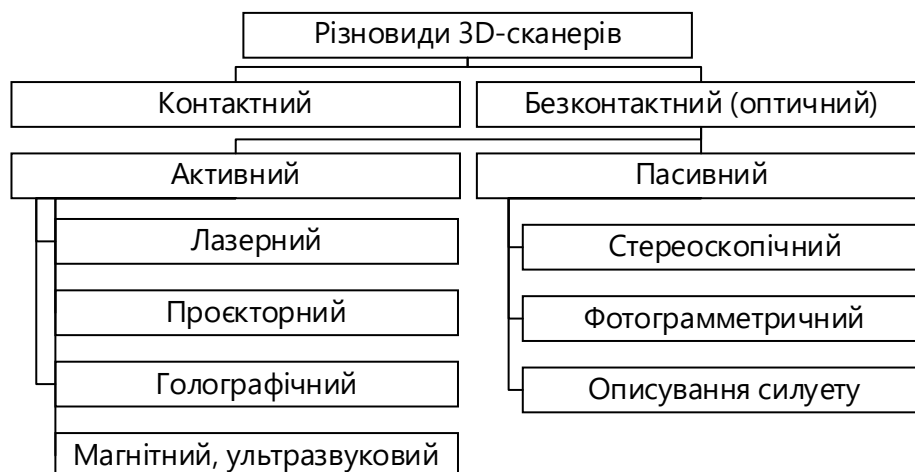 Різновиди 3D-сканерів
Контактний
Безконтактний (оптичний)
Активний
Пасивний
Лазерний
Стереоскопічний
Проєкторний
Фотограмметричний
Голографічний
Описування силуету
Магнітний, ультразвуковий